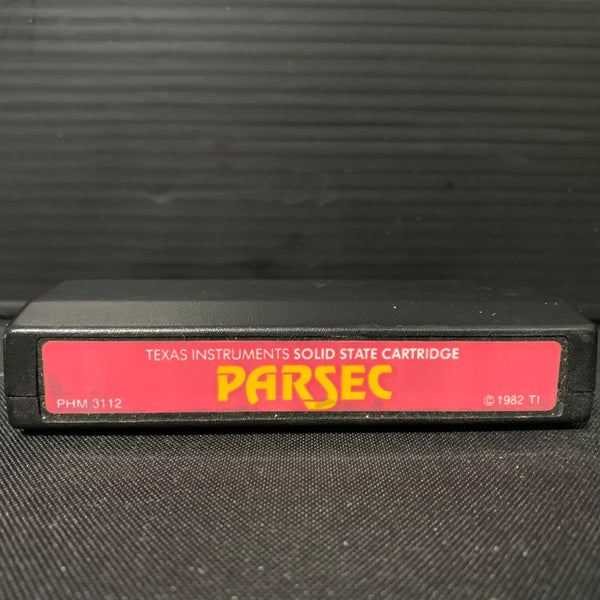 TEXAS INSTRUMENTS SOLID STATE CARTRIDGE
PARSEC
PHM 3112
© 1982 TI